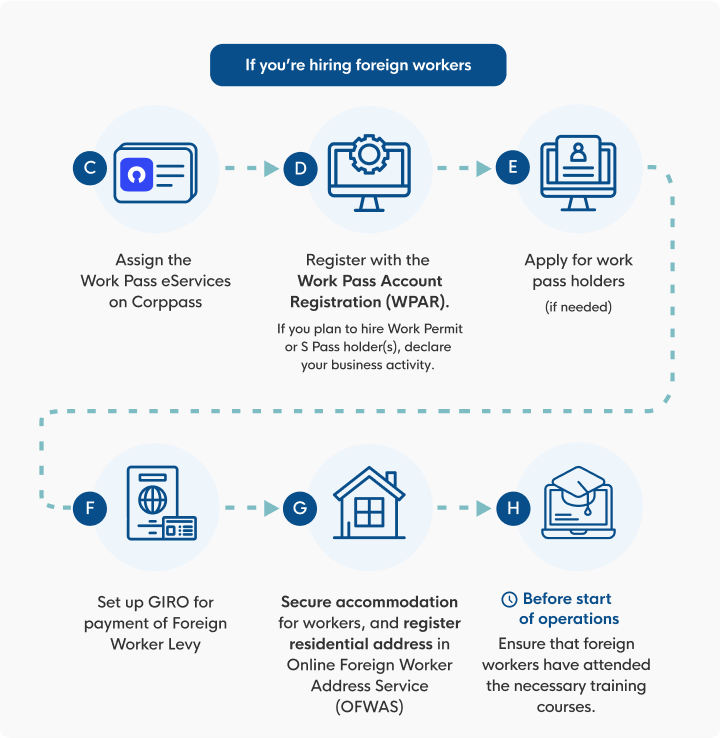 If you're hiring foreign workers
C
Assign the
Work Pass eServices
on Corppass
D
Register with the
Work Pass Account
Registration (WPAR).
If you plan to hire Work Permit
or S Pass holder(s), declare
your business activity.
E
Apply for work
pass holders
(if needed)
F
Set up GIRO for
payment of Foreign
Worker Levy
G
Secure accommodation
for workers, and register
residential address in
Online Foreign Worker
Address Service
(OFWAS)
H
Before start
of operations
Ensure that foreign
workers have attended
the necessary training
courses.